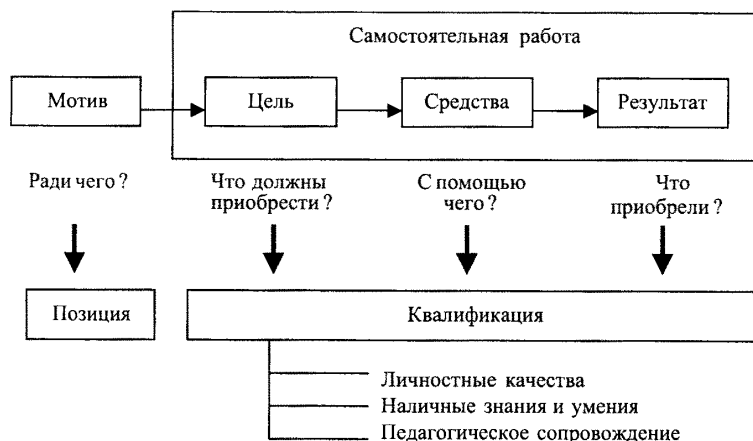 Самостоятельная работа
Мотив
Цель
Средства
Результат
Ради чего?
Что должны
приобрести?
С помощью
чего?
Что
приобрели?
Позиция
Квалификация
Личностные качества
Наличные знания и умения
Педагогическое сопровождение